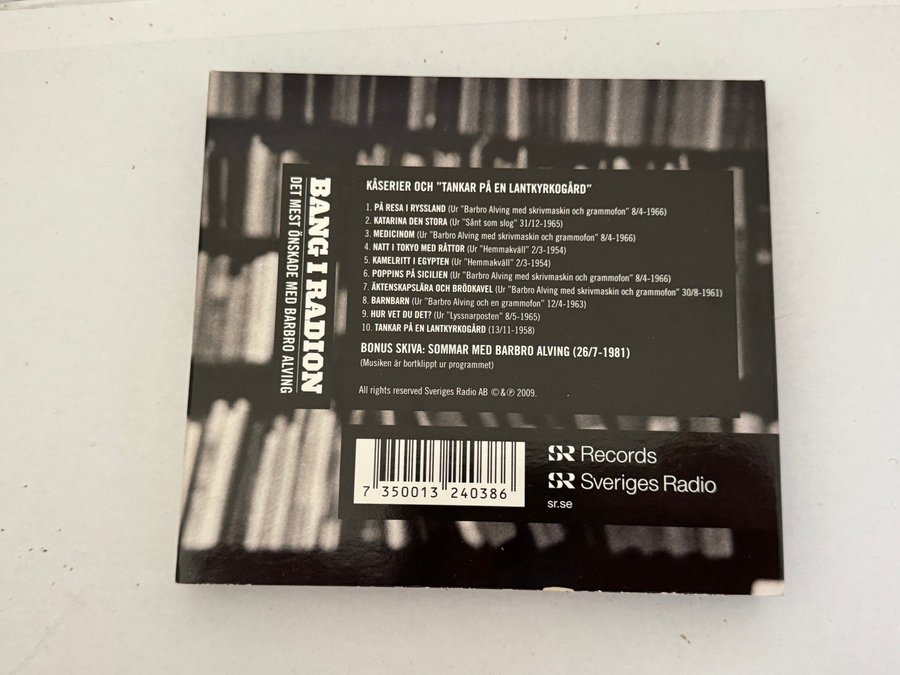 BANG I RADION
DET MEST ÖNSKADE MED BARBRO ALVING
KÅSERIER OCH "TANKAR PÅ EN LANTKYRKOGÅRD"
1. PÅ RESA I RYSSLAND (Ur "Barbro Alving med skrivmaskin och grammofon" 8/4-1966)
2. KATARINA DEN STORA (Ur "Sånt som slog" 31/12-1965)
3. MEDICINOM (Ur "Barbro Alving med skrivmaskin och grammofon" 8/4-1966)
4. NATT I TOKYO MED RÅTTOR (Ur "Hemmakväll" 2/3-1954)
5. KAMELRITT I EGYPTEN (Ur "Hemmakväll" 2/3-1954)
6. POPPINS PÅ SICILIEN (Ur "Barbro Alving med skrivmaskin och grammofon" 8/4-1966)
7. ÄKTENSKAPSLÄRA OCH BRÖDKAVEL (Ur "Barbro Alving med skrivmaskin och grammofon" 30/8-1961)
8. BARNBARN (Ur "Barbro Alving och en grammofon" 12/4-1963)
9. HUR VET DU DET? (Ur "Lyssnarposten" 8/5-1965)
10. TANKAR PÅ EN LANTKYRKOGÅRD (13/11-1958)
BONUS SKIVA: SOMMAR MED BARBRO ALVING (26/7-1981)
(Musiken är bortklippt ur programmet)
All rights reserved Sveriges Radio AB ©&℗ 2009.
7 350013 240386
SR Records
SR Sveriges Radio
sr.se